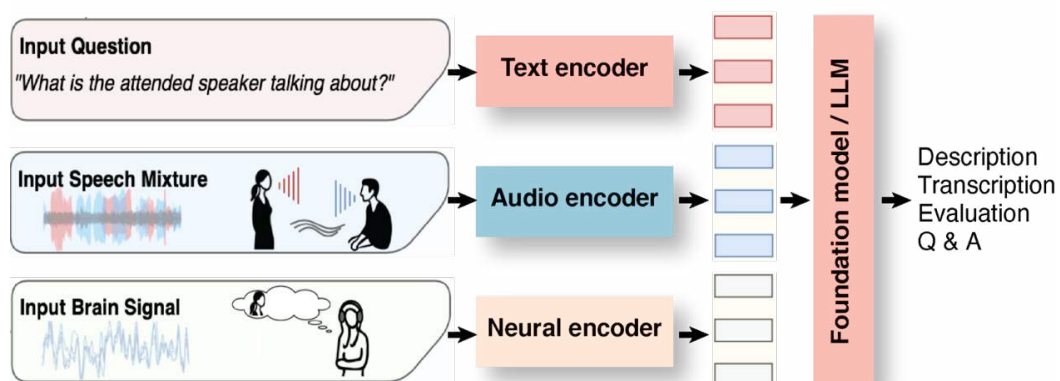 Input Question
"What is the attended speaker talking about?"
Text encoder
Input Speech Mixture
Audio encoder
Input Brain Signal
Neural encoder
Foundation model / LLM
Description
Transcription
Evaluation
Q & A